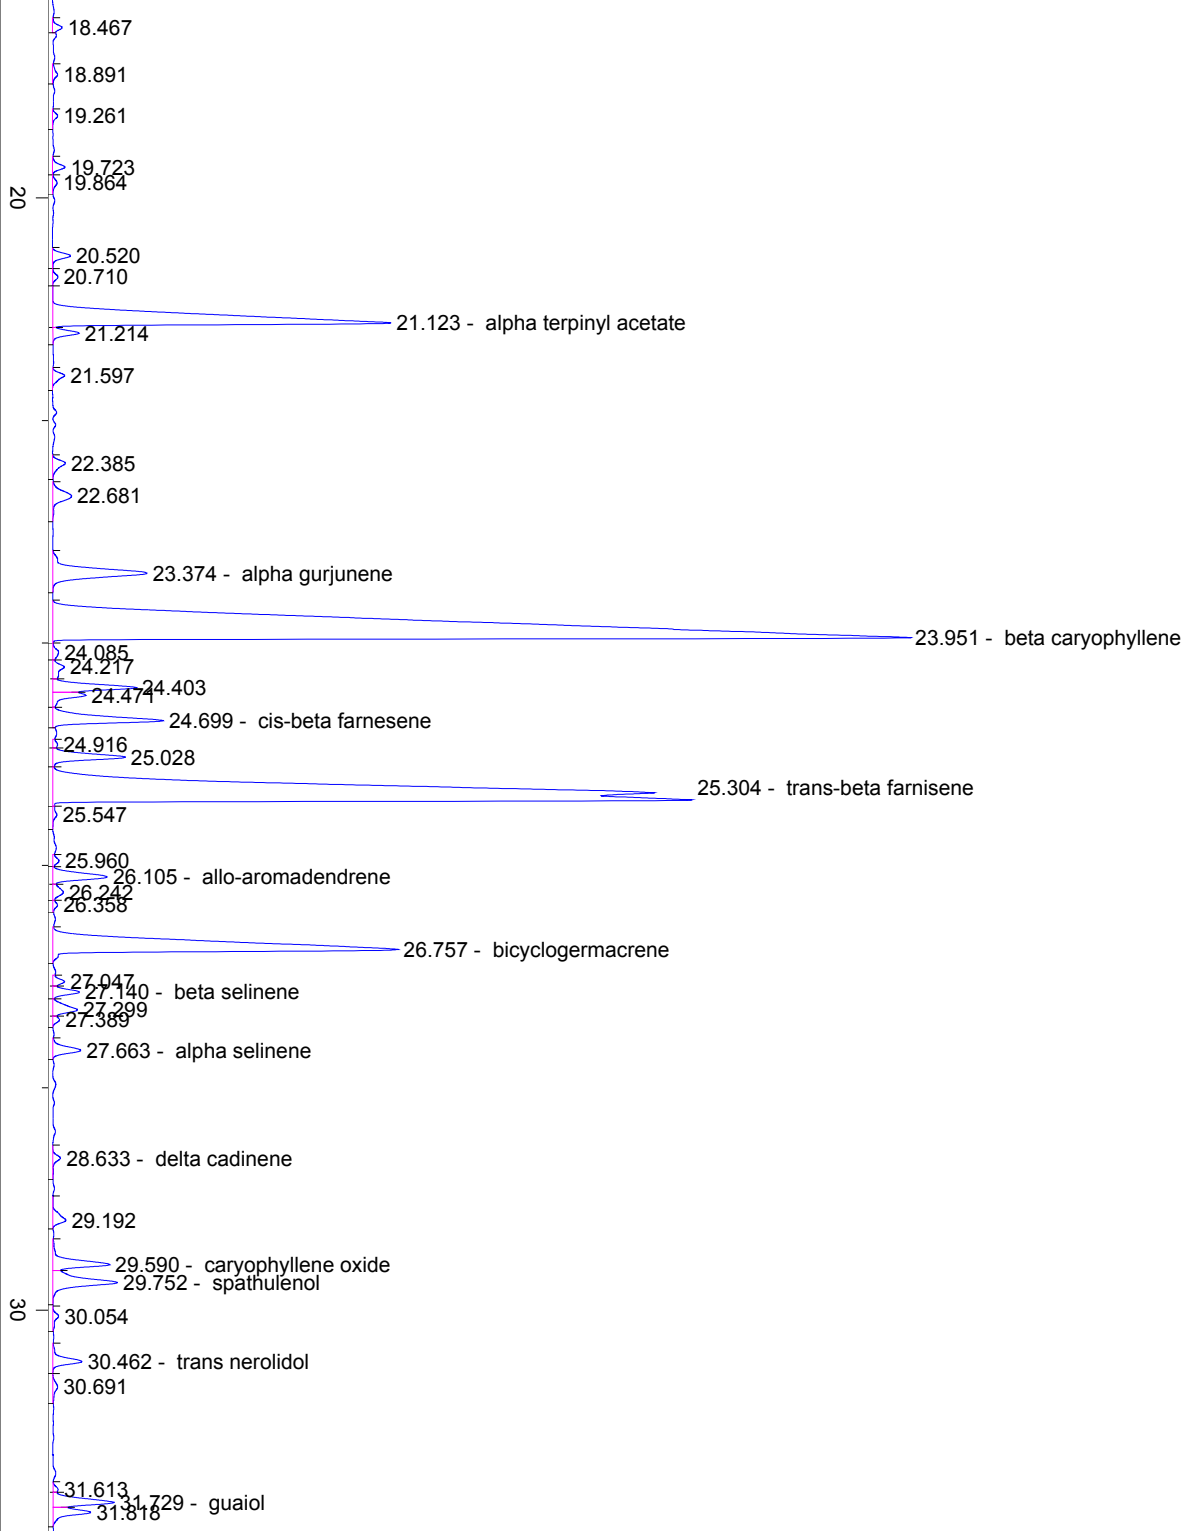 18.467
18.891
19.261
19.723
19.864
20
20.520
20.710
21.123 - alpha terpinyl acetate
21.214
21.597
22.385
22.681
23.374 - alpha gurjunene
23.951 - beta caryophyllene
24.085
24.217
24.403
24.471
24.699 - cis-beta farnesene
24.916
25.028
25.304 - trans-beta farnisene
25.547
25.960
26.105 - allo-aromadendrene
26.242
26.358
26.757 - bicyclogermacrene
27.047
27.140 - beta selinene
27.299
27.389
27.663 - alpha selinene
28.633 - delta cadinene
29.192
29.590 - caryophyllene oxide
29.752 - spathulenol
30
30.054
30.462 - trans nerolidol
30.691
31.613
31.729 - guaiol
31.818